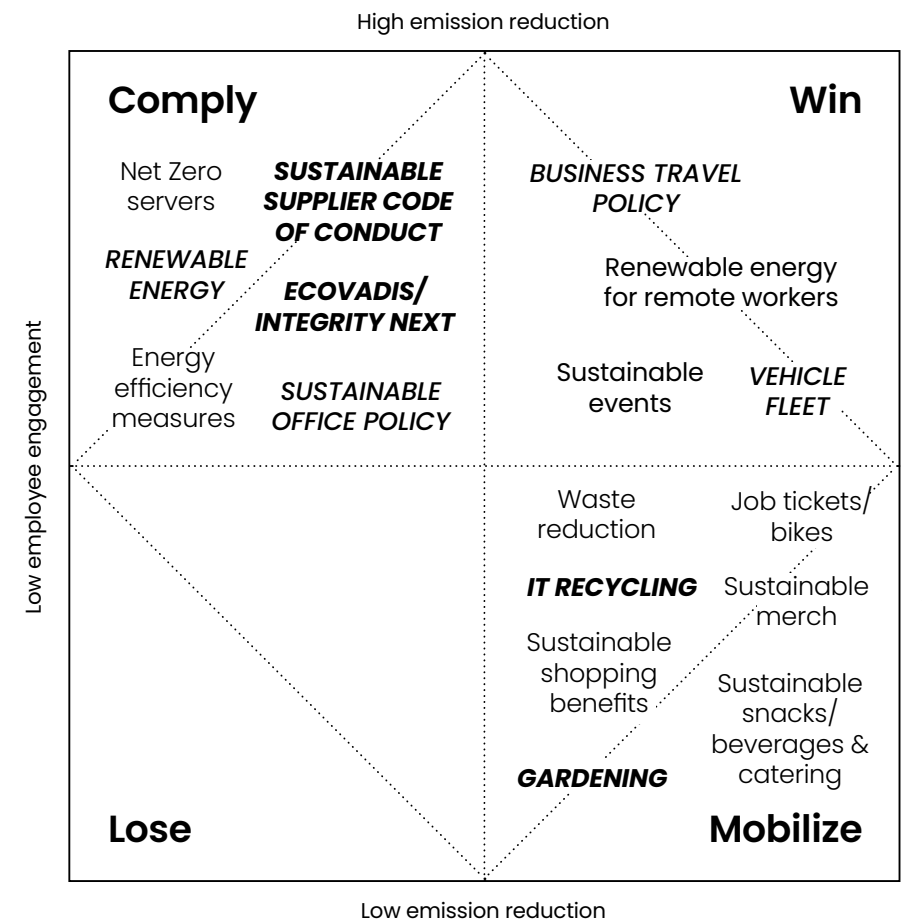 High emission reduction
Comply
Win
Net Zero
servers
SUSTAINABLE
SUPPLIER CODE
OF CONDUCT
BUSINESS TRAVEL
POLICY
RENEWABLE
ENERGY
ECOVADIS/
INTEGRITY NEXT
Renewable energy
for remote workers
Energy
efficiency
measures
SUSTAINABLE
OFFICE POLICY
Sustainable
events
VEHICLE
FLEET
Low employee engagement
Waste
reduction
Job tickets/
bikes
IT RECYCLING
Sustainable
merch
Sustainable
shopping
benefits
Sustainable
snacks/
beverages &
catering
GARDENING
Lose
Mobilize
Low emission reduction